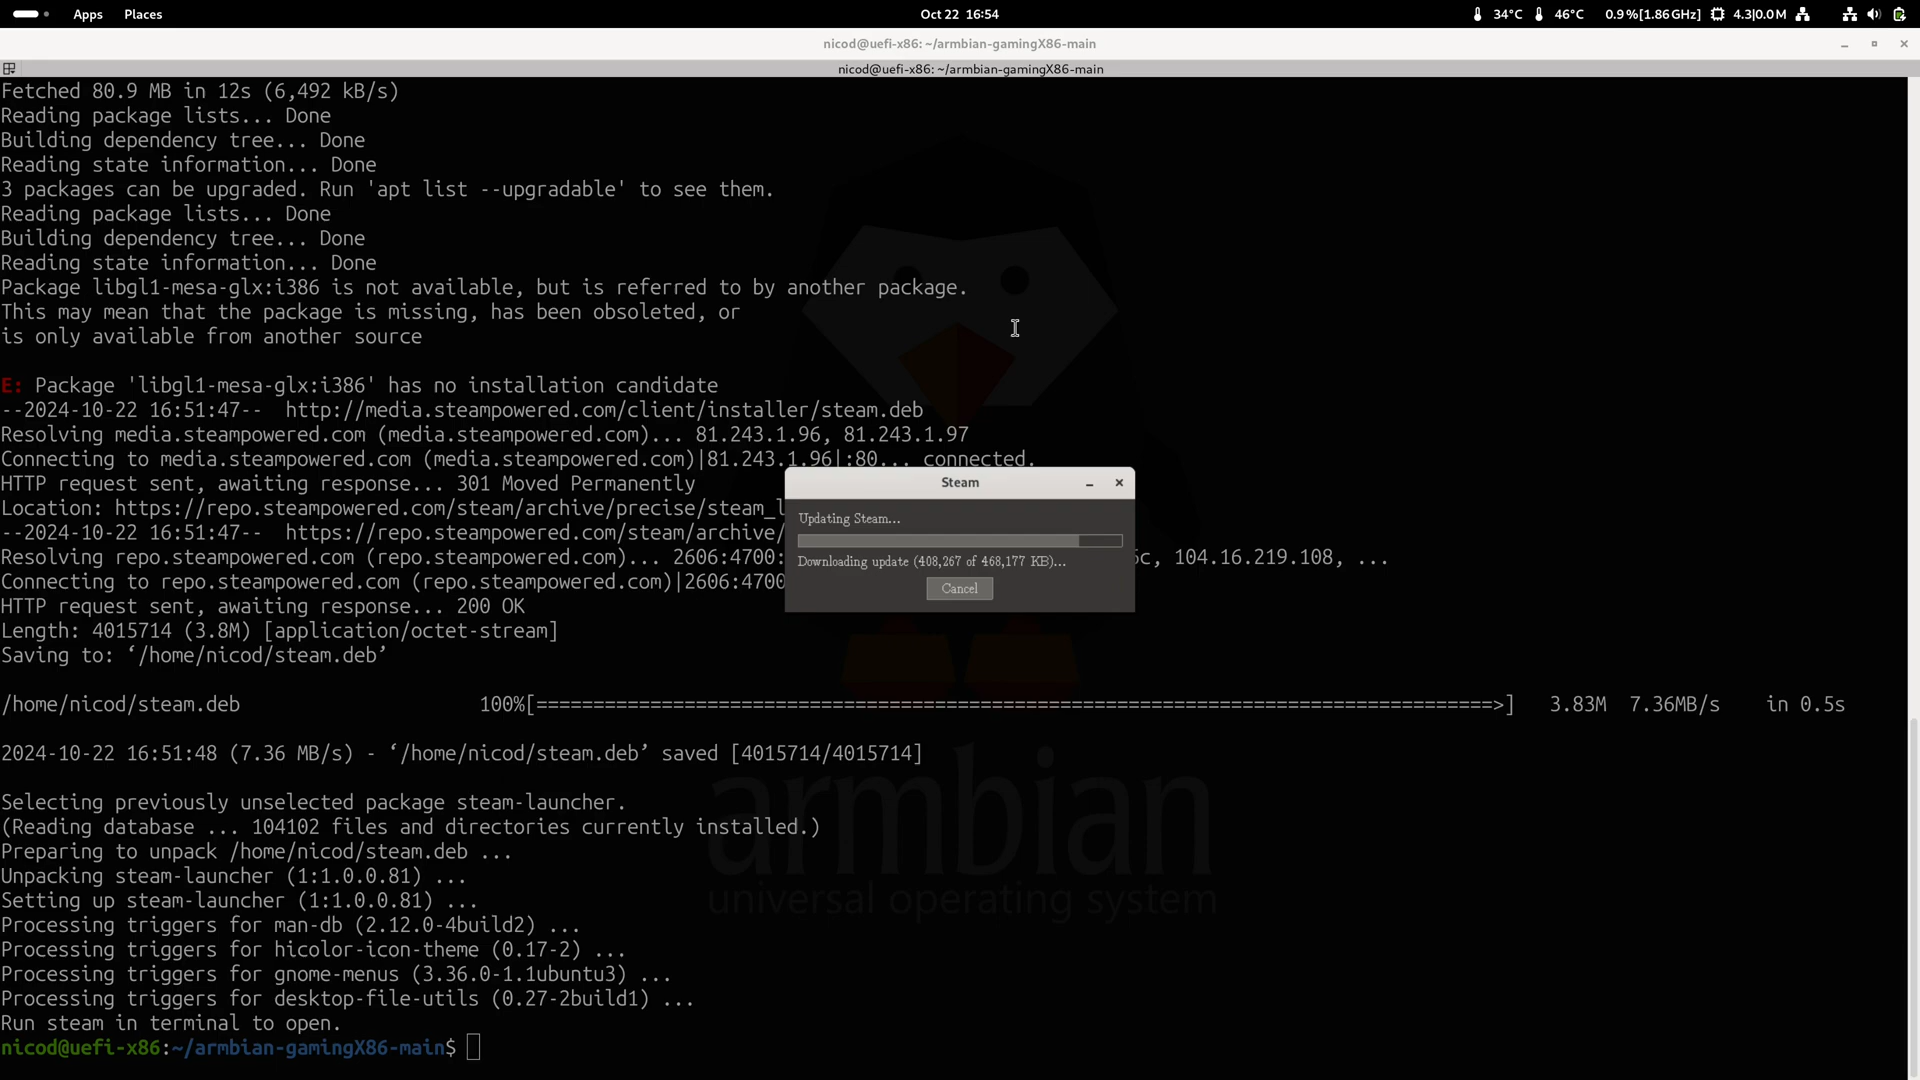 Apps Places Oct 22 16:54 34°C 46°C 0.9%[1.86GHz] 4.3|0.0M
nicod@uefi-x86: ~/armbian-gamingX86-main
nicod@uefi-x86: ~/armbian-gamingX86-main
Fetched 80.9 MB in 12s (6,492 kB/s)
Reading package lists... Done
Building dependency tree... Done
Reading state information... Done
3 packages can be upgraded. Run 'apt list --upgradable' to see them.
Reading package lists... Done
Building dependency tree... Done
Reading state information... Done
Package libgl1-mesa-glx:i386 is not available, but is referred to by another package.
This may mean that the package is missing, has been obsoleted, or
is only available from another source
E: Package 'libgl1-mesa-glx:i386' has no installation candidate
--2024-10-22 16:51:47-- http://media.steampowered.com/client/installer/steam.deb
Resolving media.steampowered.com (media.steampowered.com)... 81.243.1.96, 81.243.1.97
Connecting to media.steampowered.com (media.steampowered.com)|81.243.1.96|:80... connected.
HTTP request sent, awaiting response... 301 Moved Permanently
Location: https://repo.steampowered.com/steam/archive/precise/steam_l
--2024-10-22 16:51:47-- https://repo.steampowered.com/steam/archive/
Resolving repo.steampowered.com (repo.steampowered.com)... 2606:4700: 5c, 104.16.219.108, ...
Connecting to repo.steampowered.com (repo.steampowered.com)|2606:4700
HTTP request sent, awaiting response... 200 OK
Length: 4015714 (3.8M) [application/octet-stream]
Saving to: ‘/home/nicod/steam.deb’
Steam
Updating Steam...
Downloading update (408,267 of 468,177 KB)...
Cancel
/home/nicod/steam.deb 100%[====================================================================================>] 3.83M 7.36MB/s in 0.5s
2024-10-22 16:51:48 (7.36 MB/s) - ‘/home/nicod/steam.deb’ saved [4015714/4015714]
Selecting previously unselected package steam-launcher.
(Reading database ... 104102 files and directories currently installed.)
Preparing to unpack /home/nicod/steam.deb ...
Unpacking steam-launcher (1:1.0.0.81) ...
Setting up steam-launcher (1:1.0.0.81) ...
Processing triggers for man-db (2.12.0-4build2) ...
Processing triggers for hicolor-icon-theme (0.17-2) ...
Processing triggers for gnome-menus (3.36.0-1.1ubuntu3) ...
Processing triggers for desktop-file-utils (0.27-2build1) ...
Run steam in terminal to open.
nicod@uefi-x86:~/armbian-gamingX86-main$
armbian
universal operating system